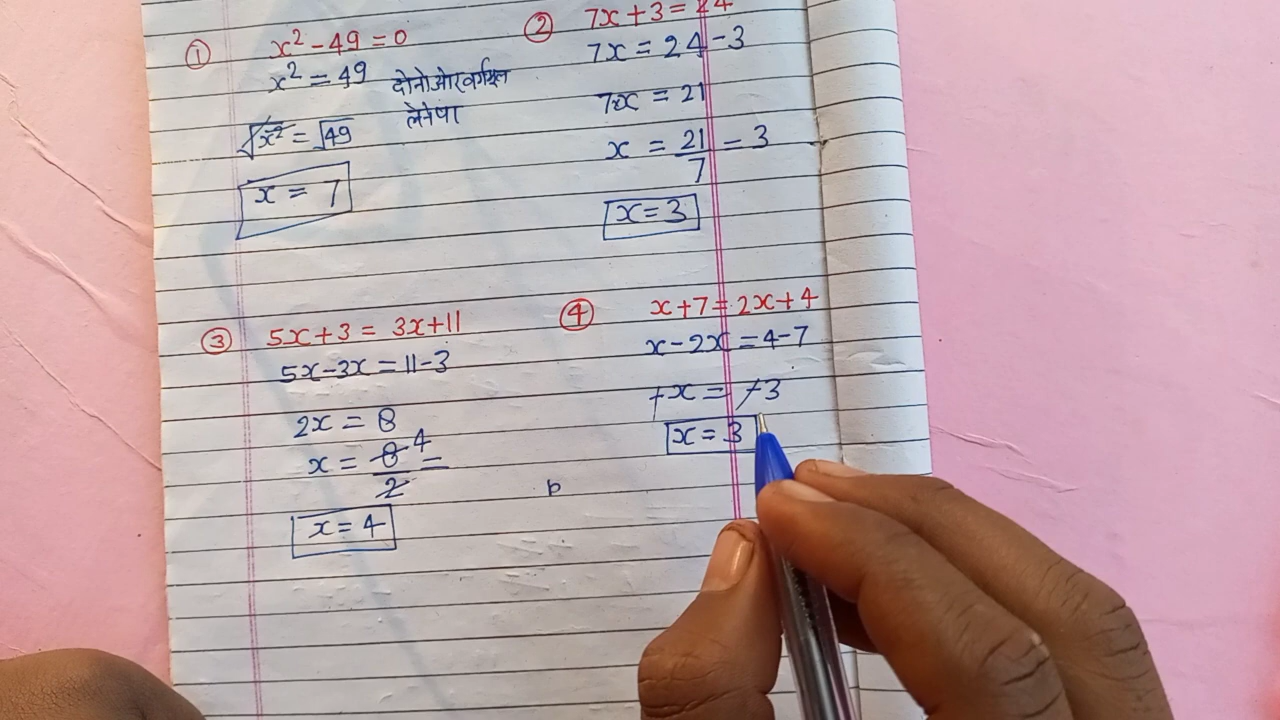 ① x² - 49 = 0
x² = 49 दोनो ओर वर्गमूल
लेने पा
√x² = √49
x = 7
② 7x + 3 = 24
7x = 24 - 3
7x = 21
x = 21/7 = 3
x = 3
③ 5x + 3 = 3x + 11
5x - 3x = 11 - 3
2x = 8
x = 8/2 = 4
x = 4
④ x + 7 = 2x + 4
x - 2x = 4 - 7
-x = -3
x = 3
p